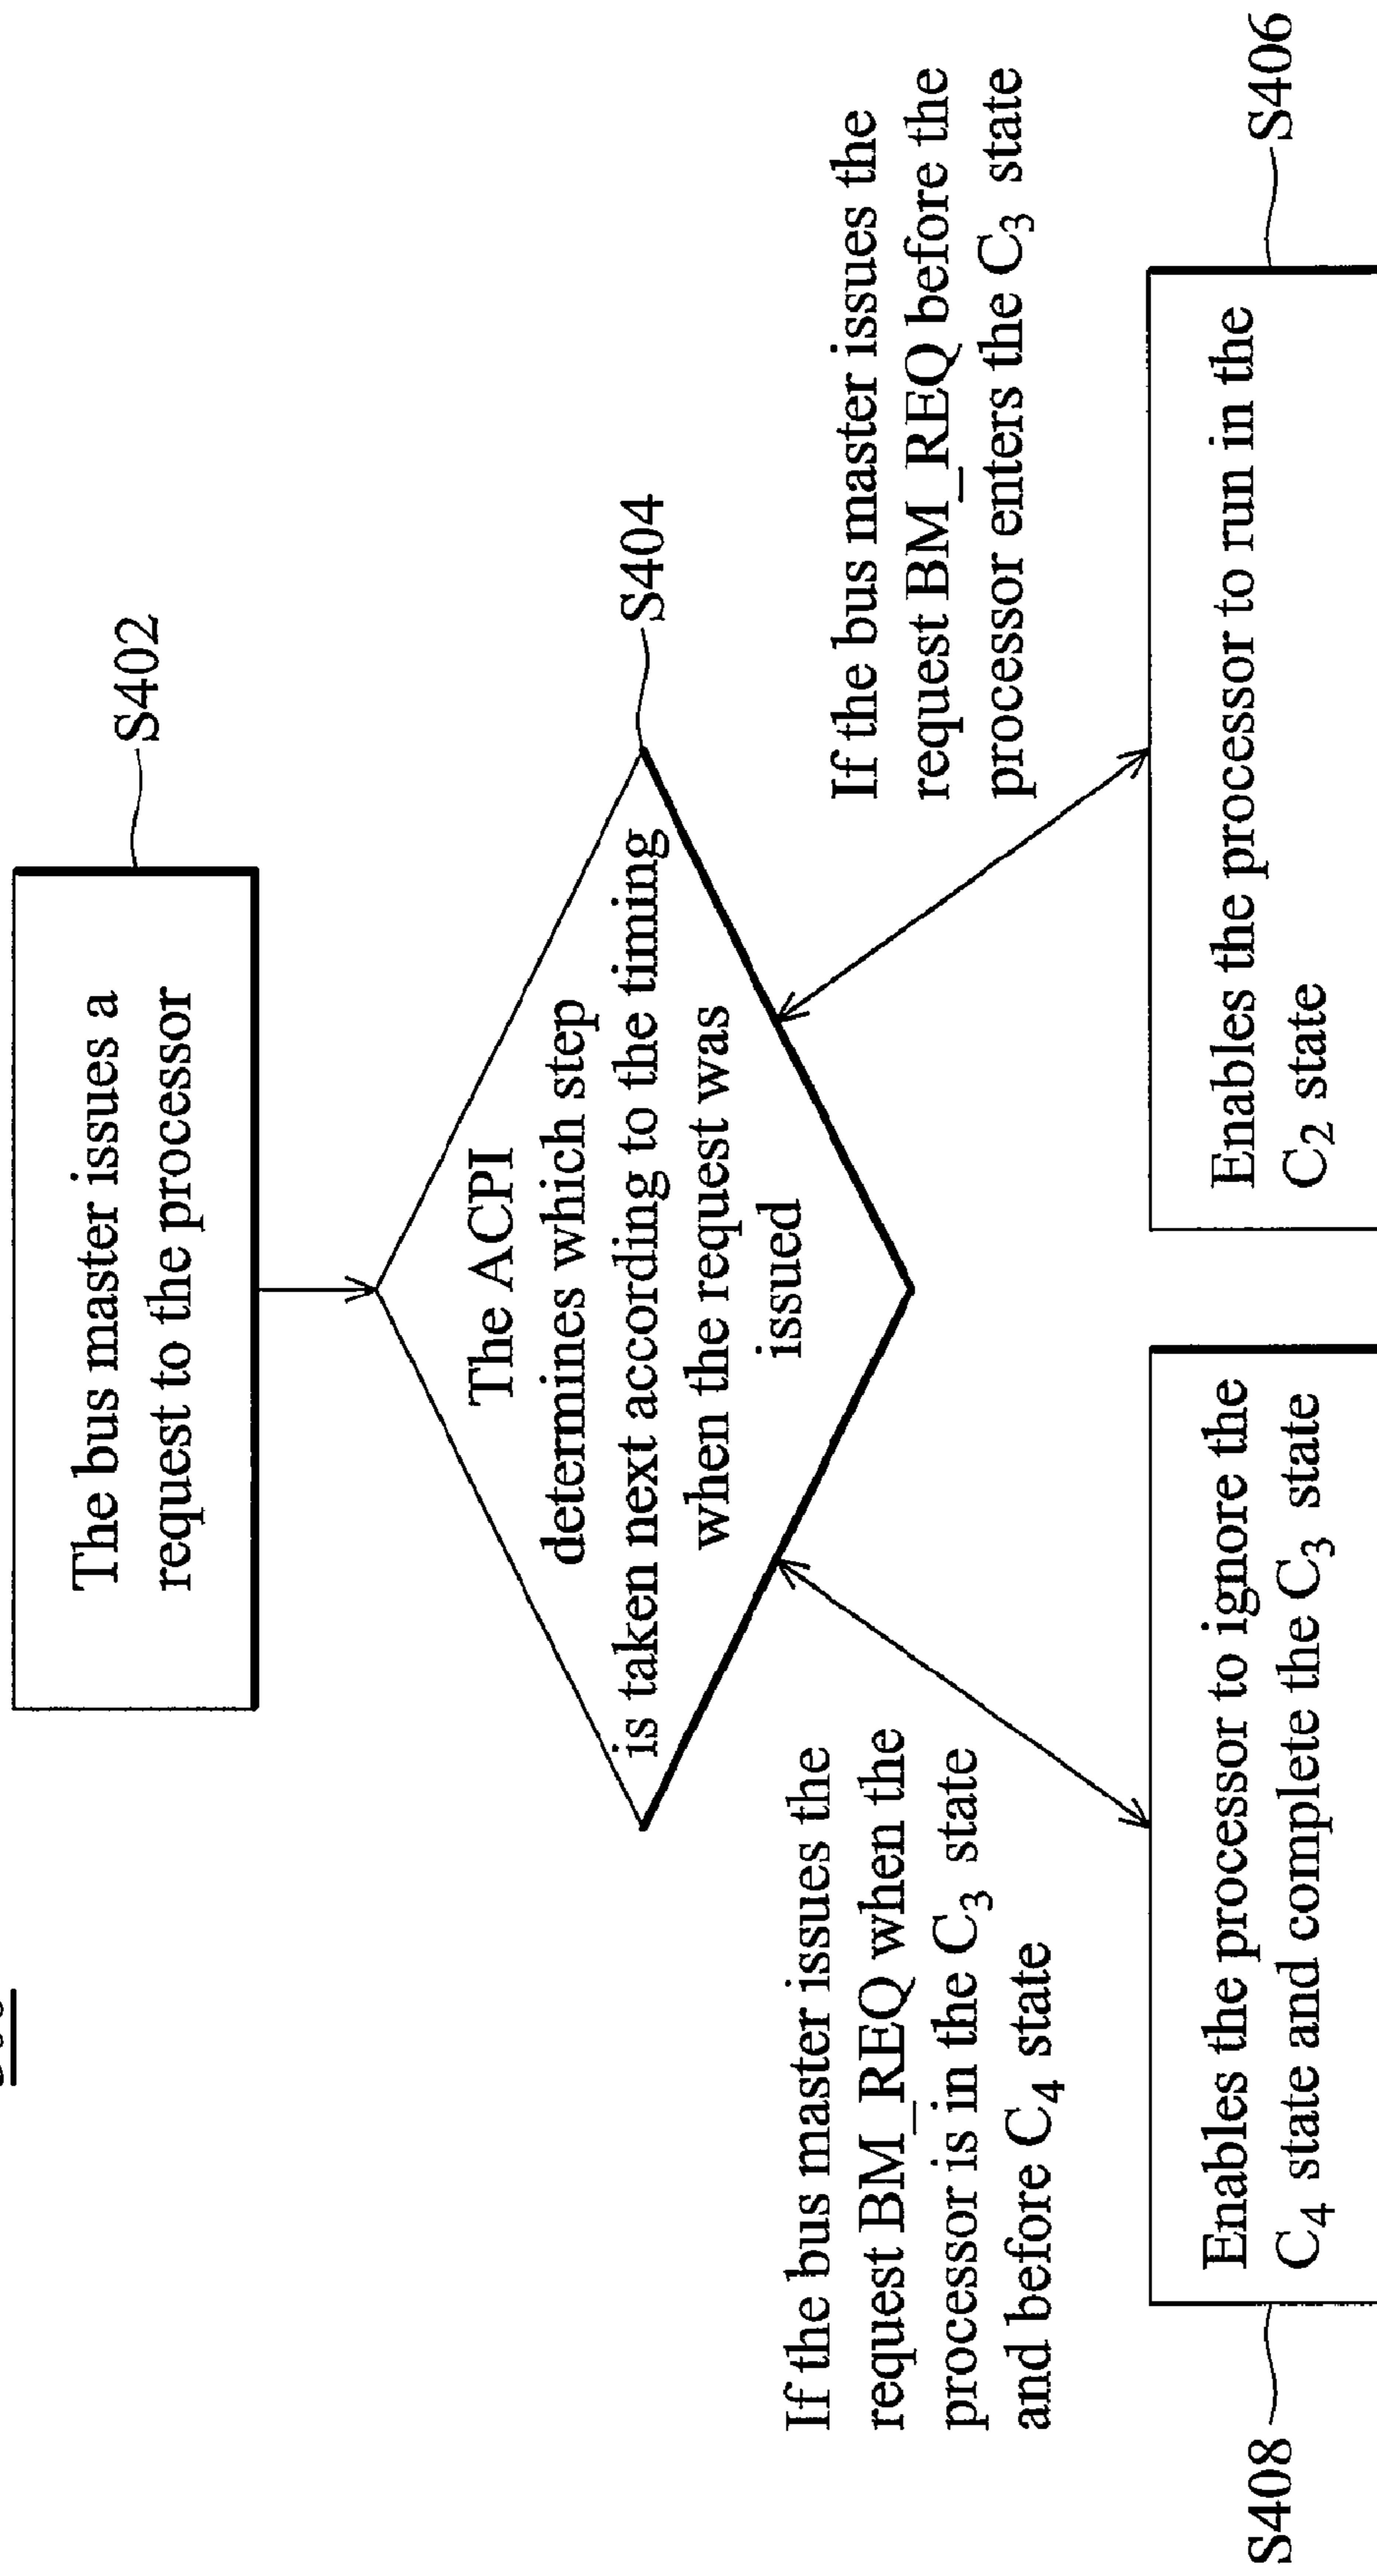 The bus master issues a
request to the processor
S402
The ACPI
determines which step
is taken next according to the timing
when the request was
issued
S404
If the bus master issues the
request BM_REQ when the
processor is in the C3 state
and before C4 state
If the bus master issues the
request BM_REQ before the
processor enters the C3 state
S408
Enables the processor to ignore the
C4 state and complete the C3 state
Enables the processor to run in the
C2 state
S406